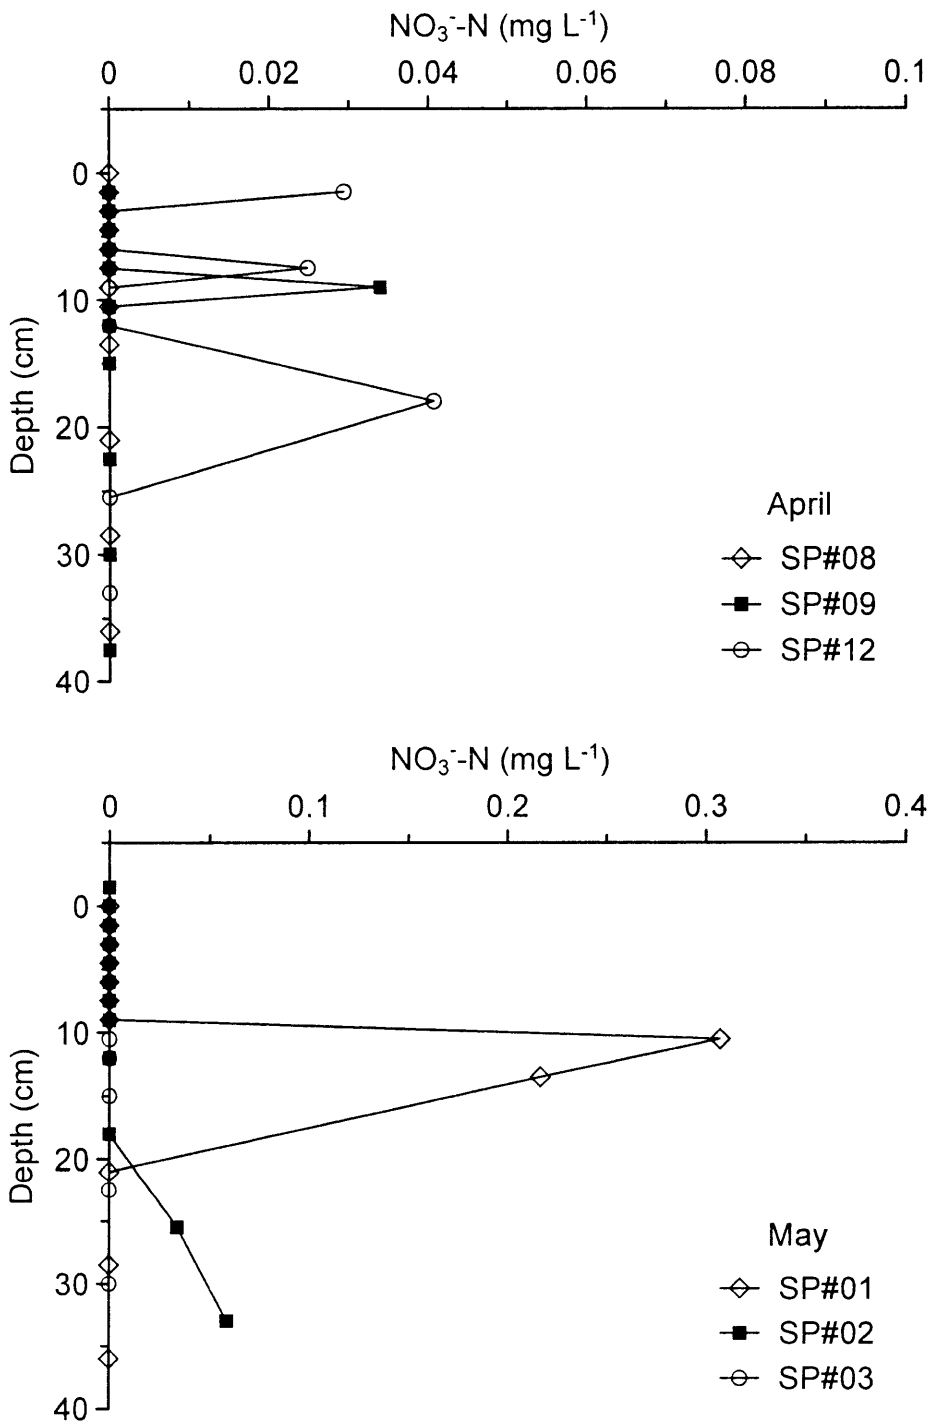 NO₃⁻-N (mg L⁻¹)
0 0.02 0.04 0.06 0.08 0.1
0
10
20
30
40
Depth (cm)
April
SP#08
SP#09
SP#12
NO₃⁻-N (mg L⁻¹)
0 0.1 0.2 0.3 0.4
0
10
20
30
40
Depth (cm)
May
SP#01
SP#02
SP#03